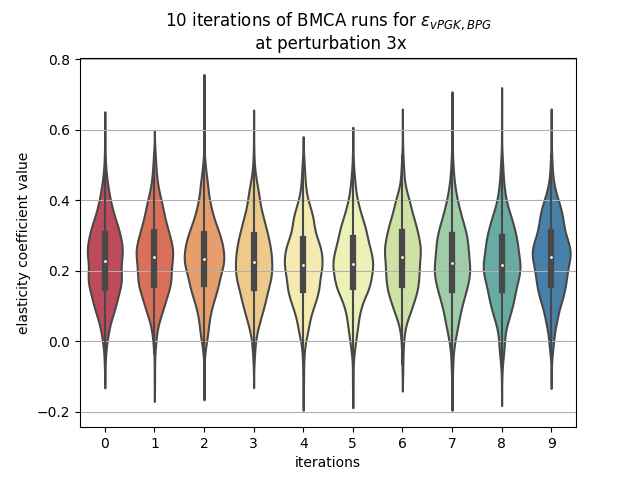 10 iterations of BMCA runs for ε_{vPGK, BPG}
at perturbation 3x
0.8
0.6
0.4
0.2
0.0
−0.2
elasticity coefficient value
0 1 2 3 4 5 6 7 8 9
iterations